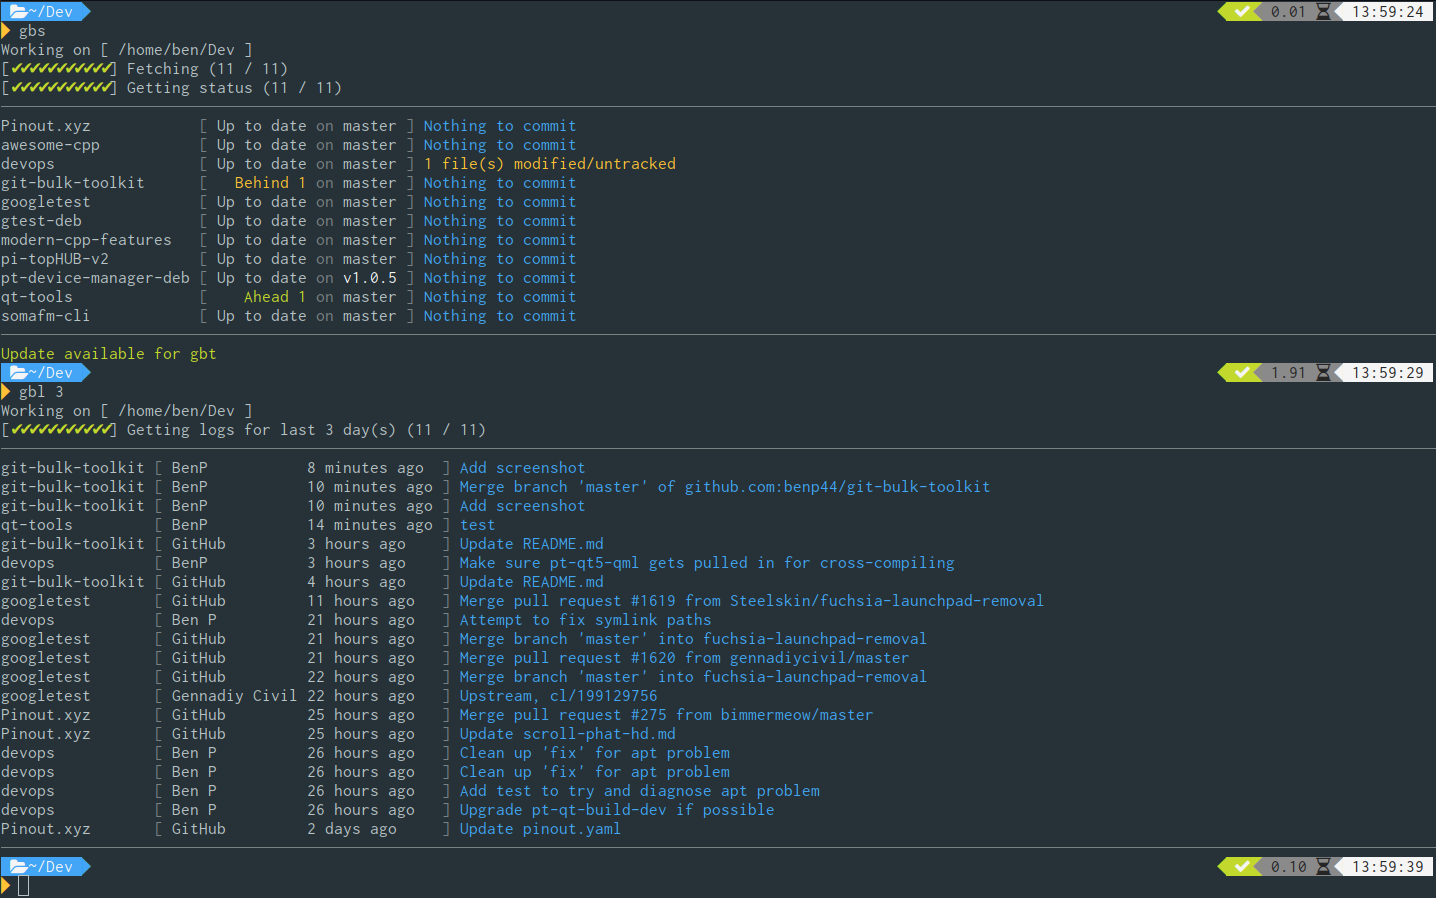 ~/Dev 0.01 13:59:24
gbs
Working on [ /home/ben/Dev ]
[✔✔✔✔✔✔✔✔✔✔✔] Fetching (11 / 11)
[✔✔✔✔✔✔✔✔✔✔✔] Getting status (11 / 11)
Pinout.xyz [ Up to date on master ] Nothing to commit
awesome-cpp [ Up to date on master ] Nothing to commit
devops [ Up to date on master ] 1 file(s) modified/untracked
git-bulk-toolkit [ Behind 1 on master ] Nothing to commit
googletest [ Up to date on master ] Nothing to commit
gtest-deb [ Up to date on master ] Nothing to commit
modern-cpp-features [ Up to date on master ] Nothing to commit
pi-topHUB-v2 [ Up to date on master ] Nothing to commit
pt-device-manager-deb [ Up to date on v1.0.5 ] Nothing to commit
qt-tools [ Ahead 1 on master ] Nothing to commit
somafm-cli [ Up to date on master ] Nothing to commit
Update available for gbt
~/Dev 1.91 13:59:29
gbl 3
Working on [ /home/ben/Dev ]
[✔✔✔✔✔✔✔✔✔✔✔] Getting logs for last 3 day(s) (11 / 11)
git-bulk-toolkit [ BenP 8 minutes ago ] Add screenshot
git-bulk-toolkit [ BenP 10 minutes ago ] Merge branch 'master' of github.com:benp44/git-bulk-toolkit
git-bulk-toolkit [ BenP 10 minutes ago ] Add screenshot
qt-tools [ BenP 14 minutes ago ] test
git-bulk-toolkit [ GitHub 3 hours ago ] Update README.md
devops [ BenP 3 hours ago ] Make sure pt-qt5-qml gets pulled in for cross-compiling
git-bulk-toolkit [ GitHub 4 hours ago ] Update README.md
googletest [ GitHub 11 hours ago ] Merge pull request #1619 from Steelskin/fuchsia-launchpad-removal
devops [ Ben P 21 hours ago ] Attempt to fix symlink paths
googletest [ GitHub 21 hours ago ] Merge branch 'master' into fuchsia-launchpad-removal
googletest [ GitHub 21 hours ago ] Merge pull request #1620 from gennadiycivil/master
googletest [ GitHub 22 hours ago ] Merge branch 'master' into fuchsia-launchpad-removal
googletest [ Gennadiy Civil 22 hours ago ] Upstream, cl/199129756
Pinout.xyz [ GitHub 25 hours ago ] Merge pull request #275 from bimmermeow/master
Pinout.xyz [ GitHub 25 hours ago ] Update scroll-phat-hd.md
devops [ Ben P 26 hours ago ] Clean up 'fix' for apt problem
devops [ Ben P 26 hours ago ] Clean up 'fix' for apt problem
devops [ Ben P 26 hours ago ] Add test to try and diagnose apt problem
devops [ Ben P 26 hours ago ] Upgrade pt-qt-build-dev if possible
Pinout.xyz [ GitHub 2 days ago ] Update pinout.yaml
~/Dev 0.10 13:59:39